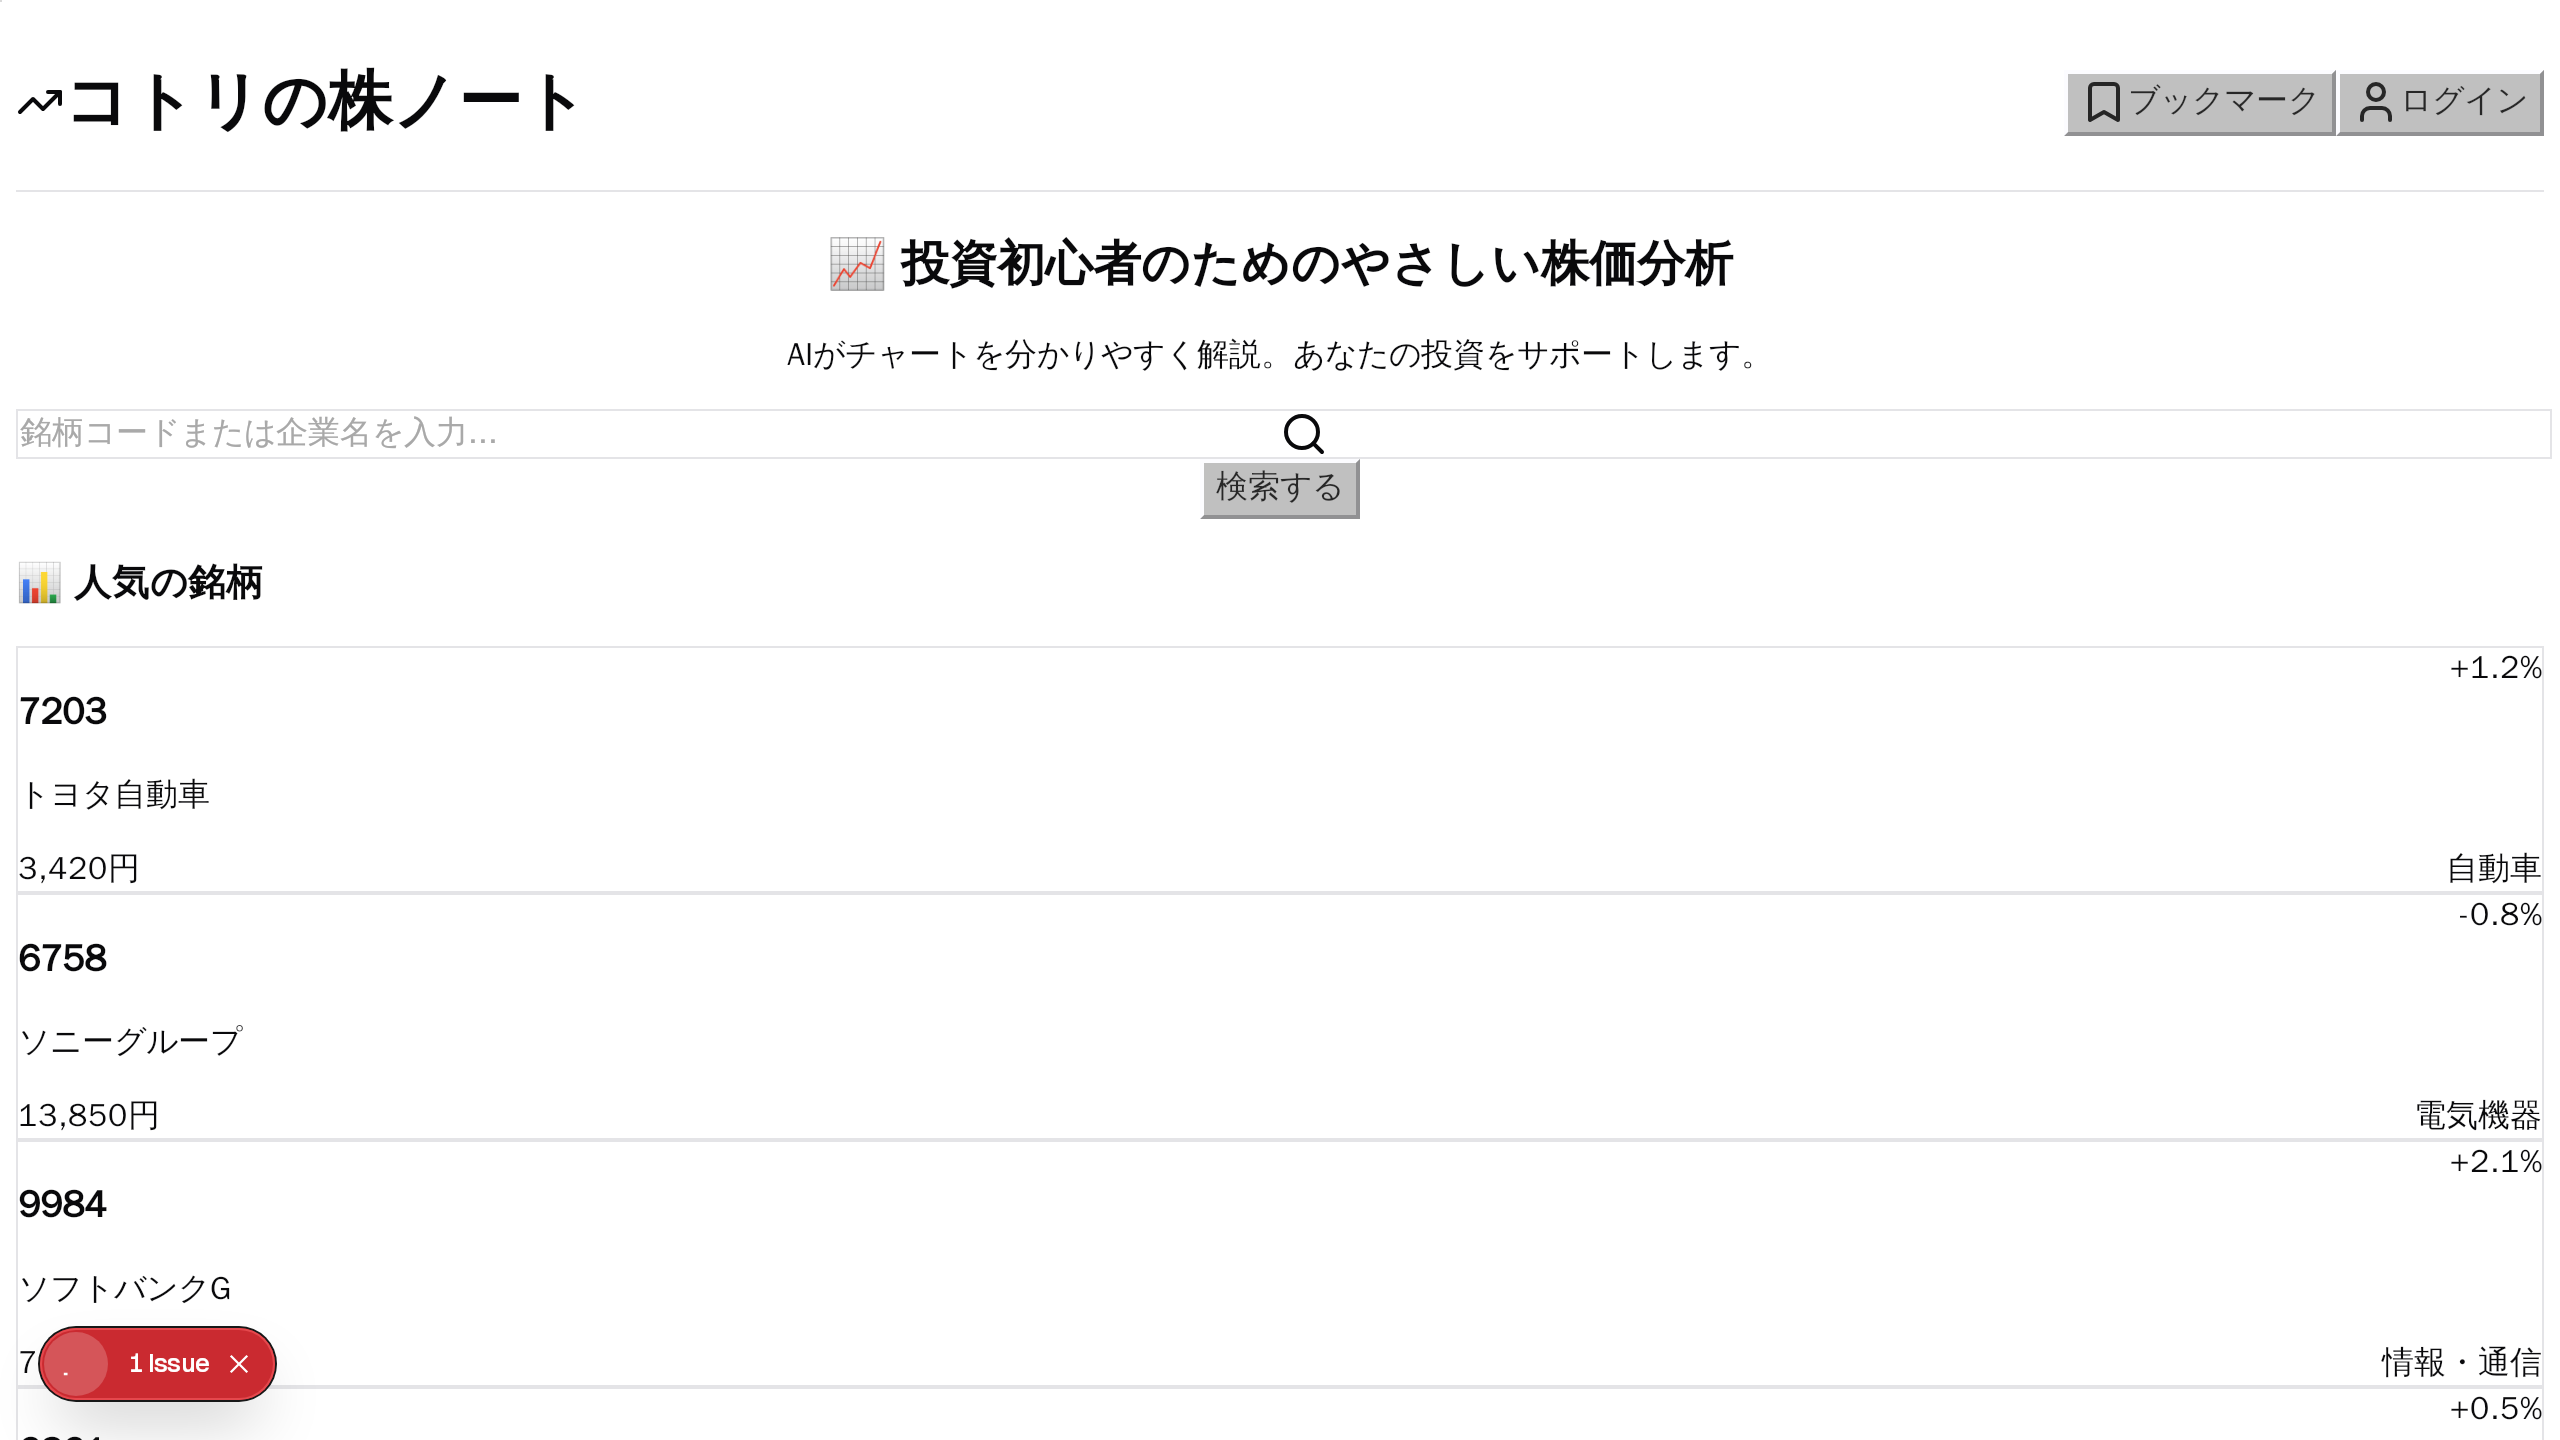 コトリの株ノート
ブックマーク
ログイン
📈 投資初心者のためのやさしい株価分析
AIがチャートを分かりやすく解説。あなたの投資をサポートします。
銘柄コードまたは企業名を入力...
検索する
📊 人気の銘柄
+1.2%
7203
トヨタ自動車
3,420円
自動車
-0.8%
6758
ソニーグループ
13,850円
電気機器
+2.1%
9984
ソフトバンクG
1 Issue
情報・通信
+0.5%